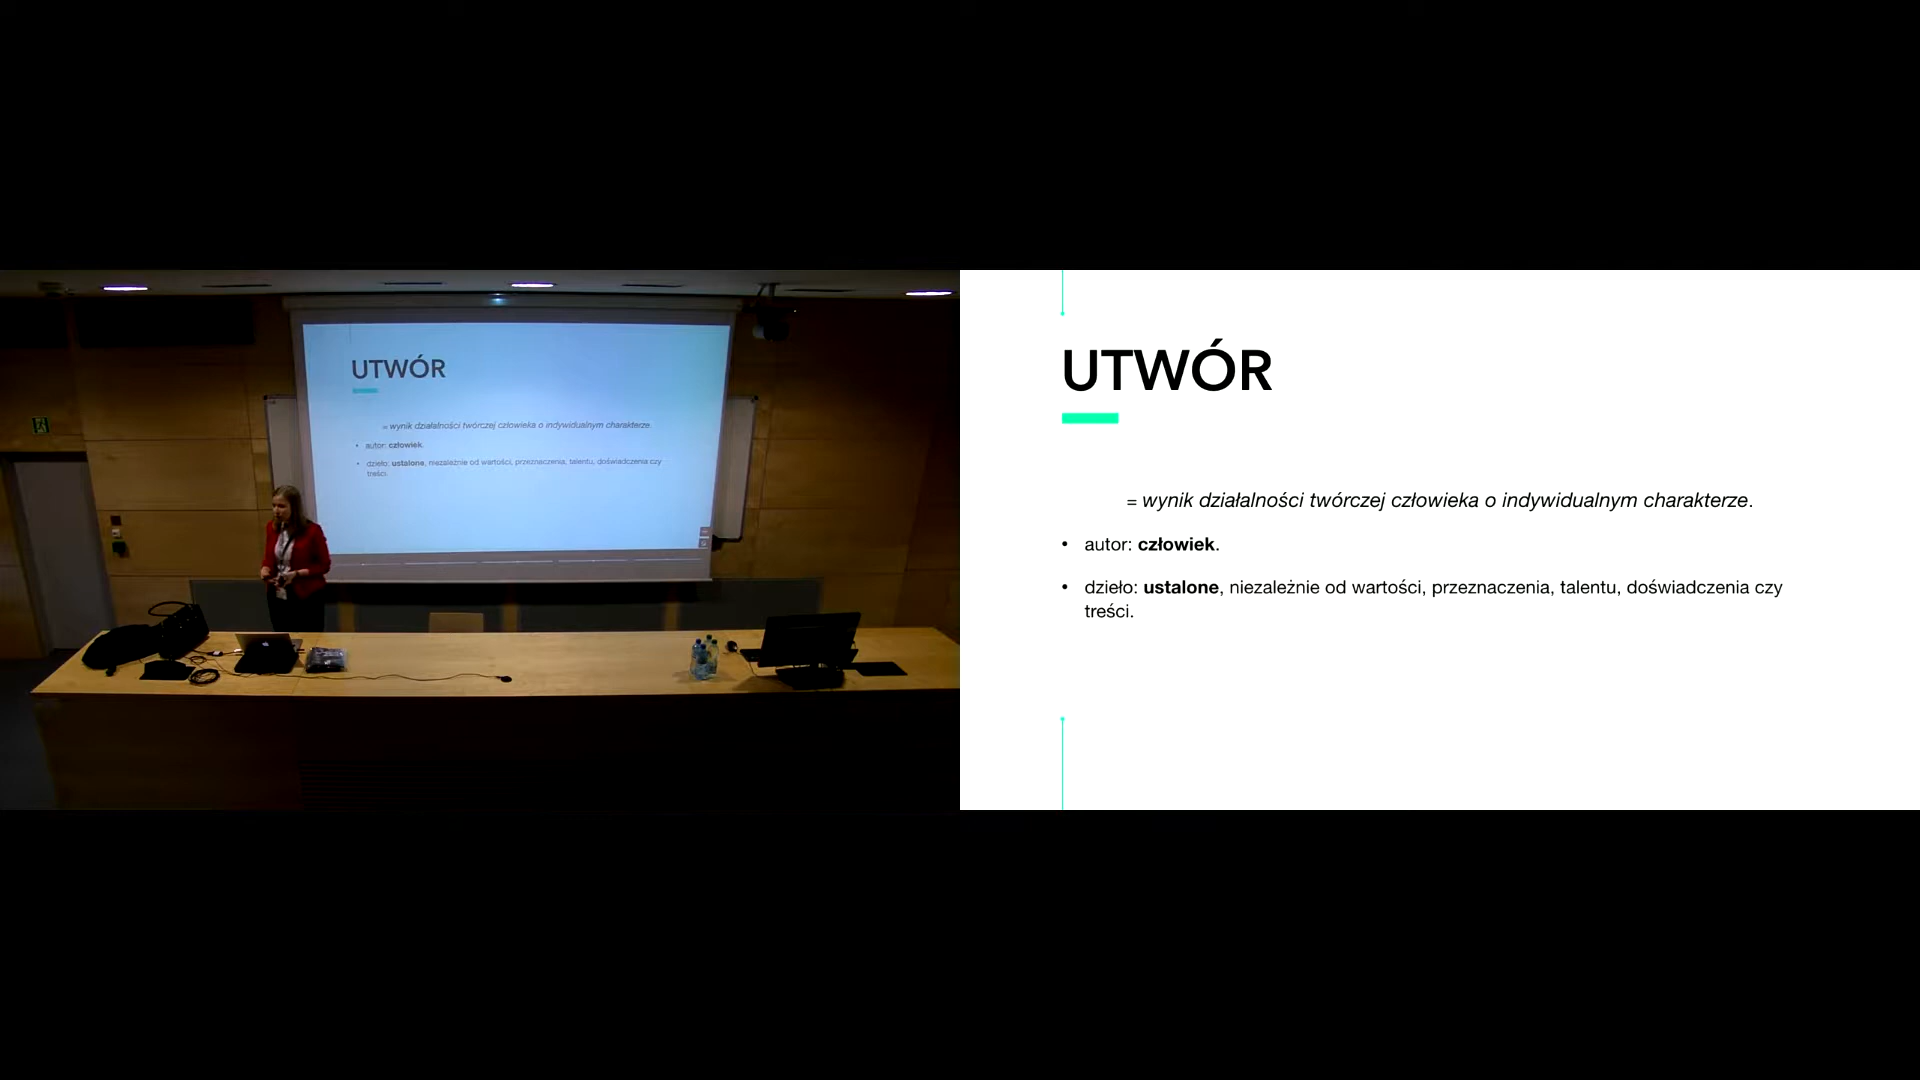 UTWÓR
= wynik działalności twórczej człowieka o indywidualnym charakterze.
• autor: człowiek.
• dzieło: ustalone, niezależnie od wartości, przeznaczenia, talentu, doświadczenia czy
treści.
UTWÓR
= wynik działalności twórczej człowieka o indywidualnym charakterze.
• autor: człowiek.
• dzieło: ustalone, niezależnie od wartości, przeznaczenia, talentu, doświadczenia czy
treści.